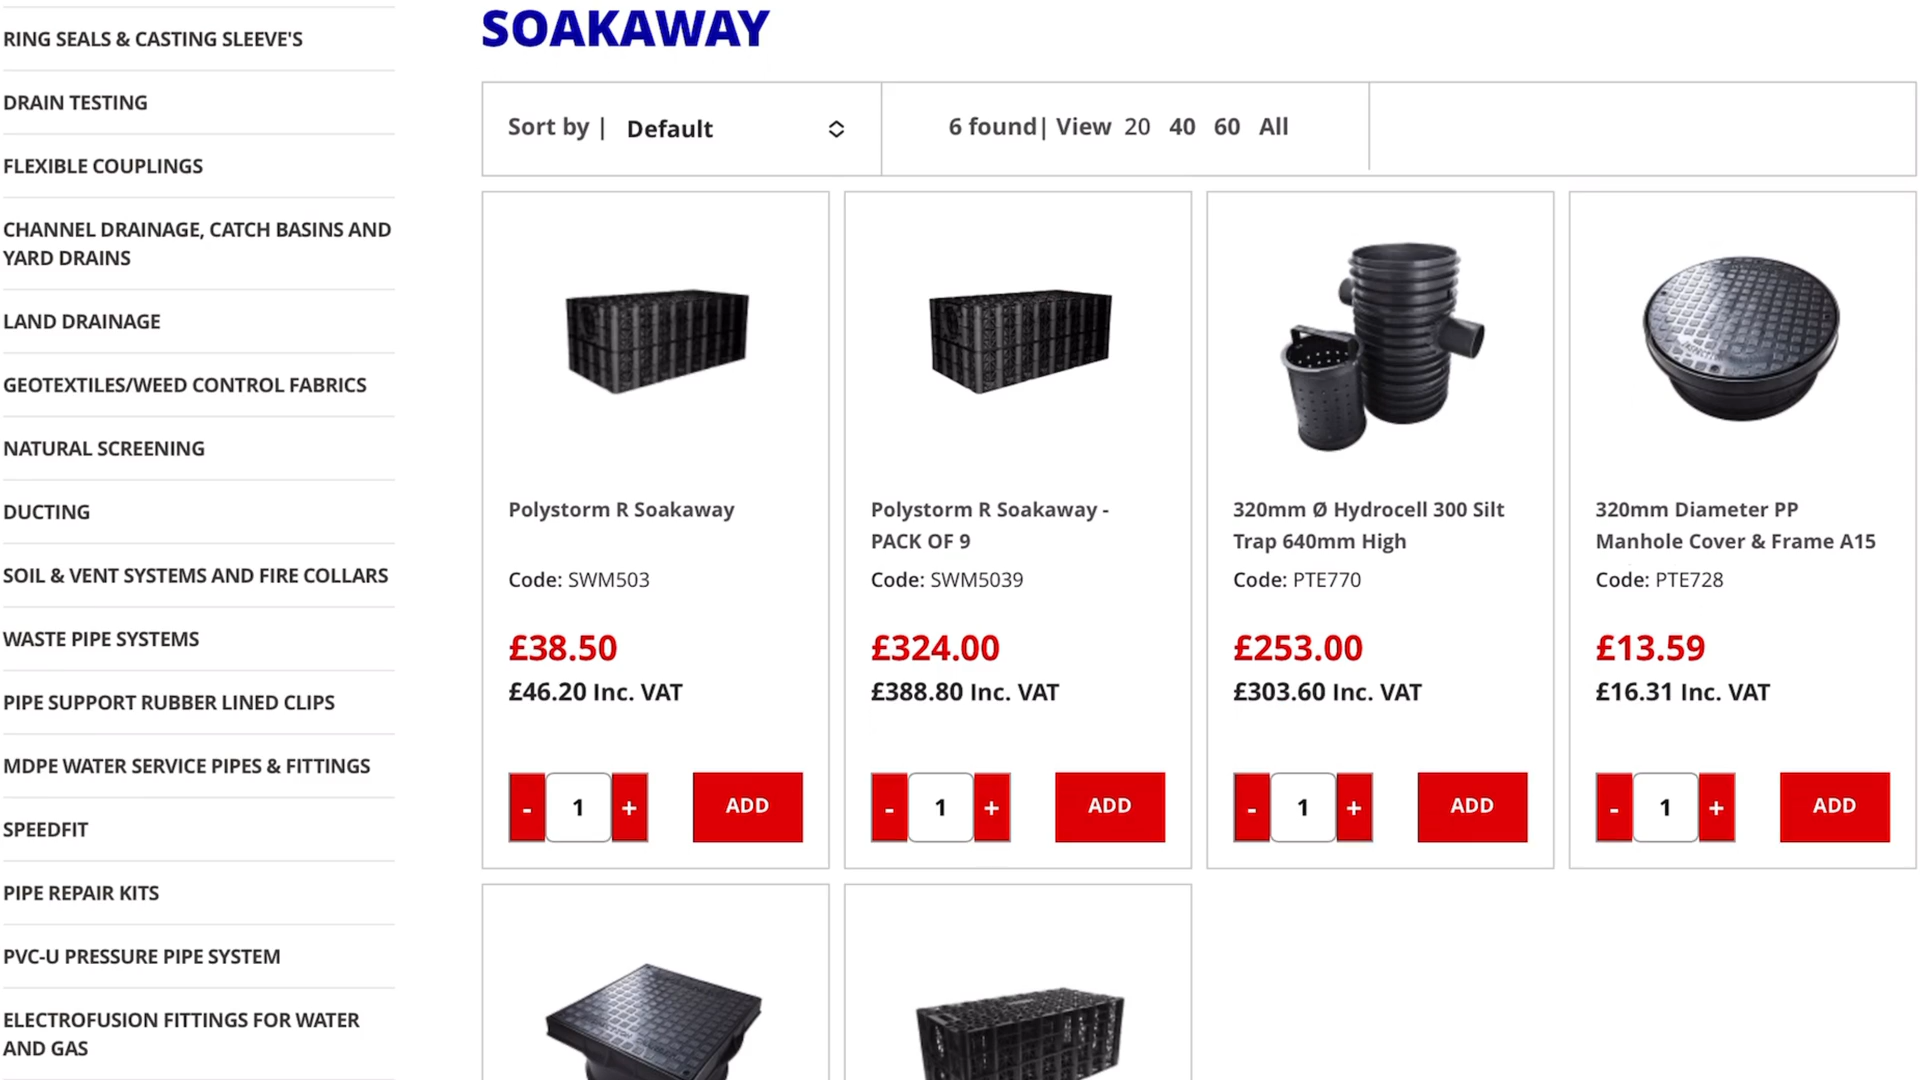 RING SEALS & CASTING SLEEVE'S
DRAIN TESTING
FLEXIBLE COUPLINGS
CHANNEL DRAINAGE, CATCH BASINS AND
YARD DRAINS
LAND DRAINAGE
GEOTEXTILES/WEED CONTROL FABRICS
NATURAL SCREENING
DUCTING
SOIL & VENT SYSTEMS AND FIRE COLLARS
WASTE PIPE SYSTEMS
PIPE SUPPORT RUBBER LINED CLIPS
MDPE WATER SERVICE PIPES & FITTINGS
SPEEDFIT
PIPE REPAIR KITS
PVC-U PRESSURE PIPE SYSTEM
ELECTROFUSION FITTINGS FOR WATER
AND GAS
SOAKAWAY
Sort by | Default
6 found| View 20 40 60 All
Polystorm R Soakaway
Code: SWM503
£38.50
£46.20 Inc. VAT
- 1 + ADD
Polystorm R Soakaway -
PACK OF 9
Code: SWM5039
£324.00
£388.80 Inc. VAT
- 1 + ADD
320mm Ø Hydrocell 300 Silt
Trap 640mm High
Code: PTE770
£253.00
£303.60 Inc. VAT
- 1 + ADD
320mm Diameter PP
Manhole Cover & Frame A15
Code: PTE728
£13.59
£16.31 Inc. VAT
- 1 + ADD